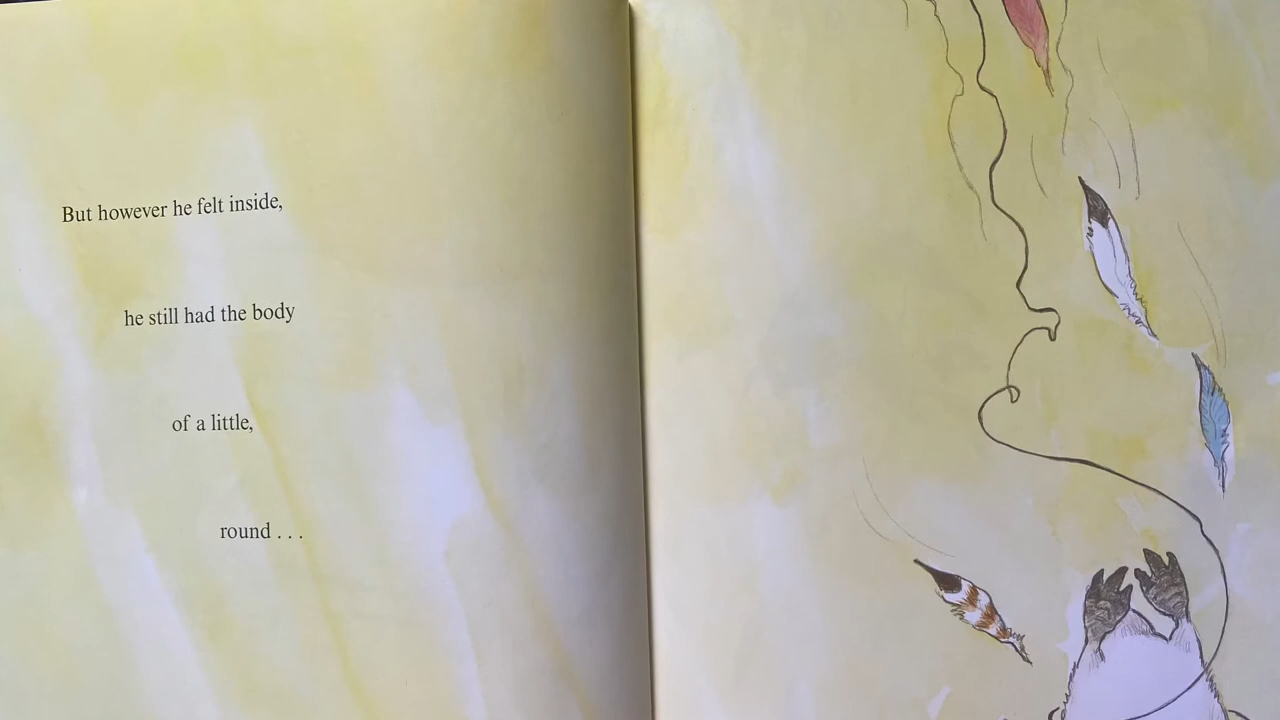 But however he felt inside,
he still had the body
of a little,
round . . .